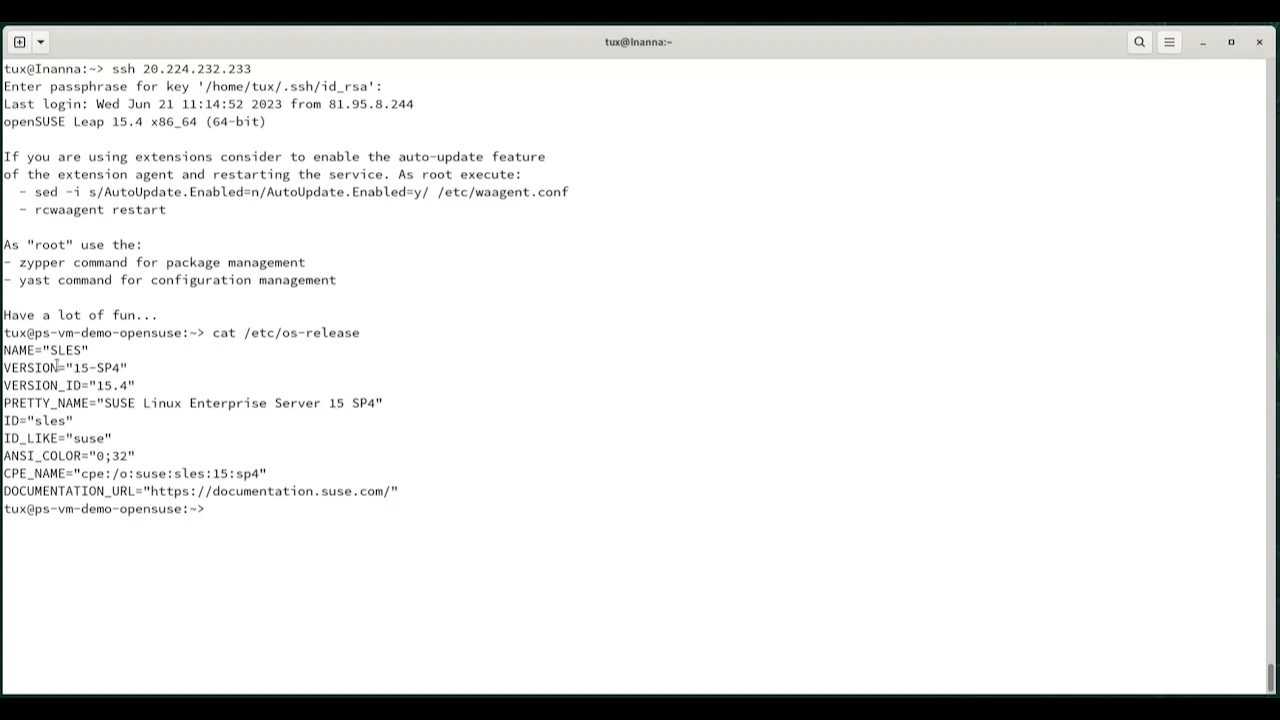 tux@Inanna:~
tux@Inanna:~> ssh 20.224.232.233
Enter passphrase for key '/home/tux/.ssh/id_rsa':
Last login: Wed Jun 21 11:14:52 2023 from 81.95.8.244
openSUSE Leap 15.4 x86_64 (64-bit)
If you are using extensions consider to enable the auto-update feature
of the extension agent and restarting the service. As root execute:
- sed -i s/AutoUpdate.Enabled=n/AutoUpdate.Enabled=y/ /etc/waagent.conf
- rcwaagent restart
As "root" use the:
- zypper command for package management
- yast command for configuration management
Have a lot of fun...
tux@ps-vm-demo-opensuse:~> cat /etc/os-release
NAME="SLES"
VERSION="15-SP4"
VERSION_ID="15.4"
PRETTY_NAME="SUSE Linux Enterprise Server 15 SP4"
ID="sles"
ID_LIKE="suse"
ANSI_COLOR="0;32"
CPE_NAME="cpe:/o:suse:sles:15:sp4"
DOCUMENTATION_URL="https://documentation.suse.com/"
tux@ps-vm-demo-opensuse:~>